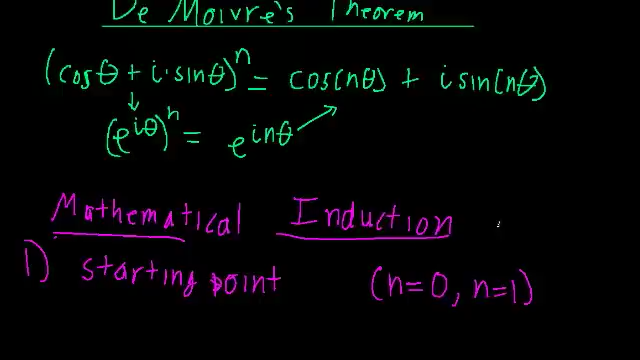 De Moivre's Theorem
(cosθ + i·sinθ)^n = cos(nθ) + i sin(nθ)
(e^{iθ})^n = e^{inθ}
Mathematical Induction
1) starting point (n=0, n=1)